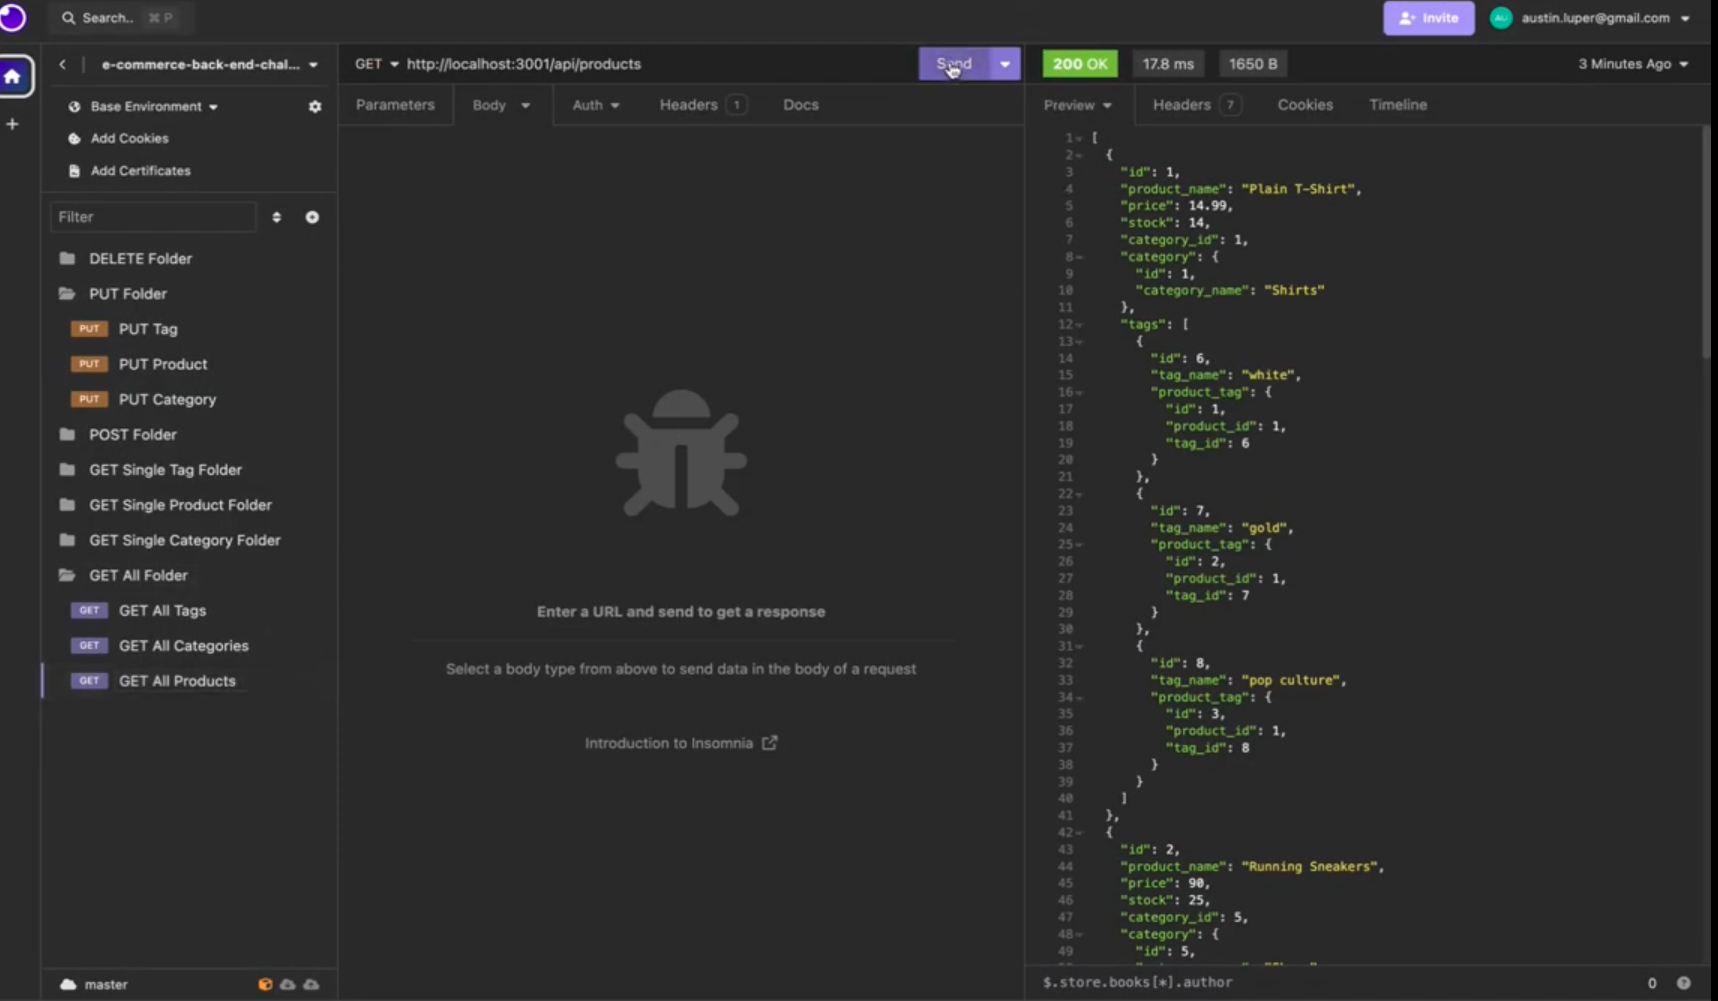 Search.. ⌘ P
Invite
AU
austin.luper@gmail.com
e-commerce-back-end-chal...
Base Environment
Add Cookies
Add Certificates
Filter
DELETE Folder
PUT Folder
PUT PUT Tag
PUT PUT Product
PUT PUT Category
POST Folder
GET Single Tag Folder
GET Single Product Folder
GET Single Category Folder
GET All Folder
GET GET All Tags
GET GET All Categories
GET GET All Products
master
GET http://localhost:3001/api/products
Send
Parameters Body Auth Headers 1 Docs
Enter a URL and send to get a response
Select a body type from above to send data in the body of a request
Introduction to Insomnia
200 OK 17.8 ms 1650 B 3 Minutes Ago
Preview Headers 7 Cookies Timeline
1 [
2 {
3 "id": 1,
4 "product_name": "Plain T-Shirt",
5 "price": 14.99,
6 "stock": 14,
7 "category_id": 1,
8 "category": {
9 "id": 1,
10 "category_name": "Shirts"
11 },
12 "tags": [
13 {
14 "id": 6,
15 "tag_name": "white",
16 "product_tag": {
17 "id": 1,
18 "product_id": 1,
19 "tag_id": 6
20 }
21 },
22 {
23 "id": 7,
24 "tag_name": "gold",
25 "product_tag": {
26 "id": 2,
27 "product_id": 1,
28 "tag_id": 7
29 }
30 },
31 {
32 "id": 8,
33 "tag_name": "pop culture",
34 "product_tag": {
35 "id": 3,
36 "product_id": 1,
37 "tag_id": 8
38 }
39 }
40 ]
41 },
42 {
43 "id": 2,
44 "product_name": "Running Sneakers",
45 "price": 90,
46 "stock": 25,
47 "category_id": 5,
48 "category": {
49 "id": 5,
$.store.books[*].author 0